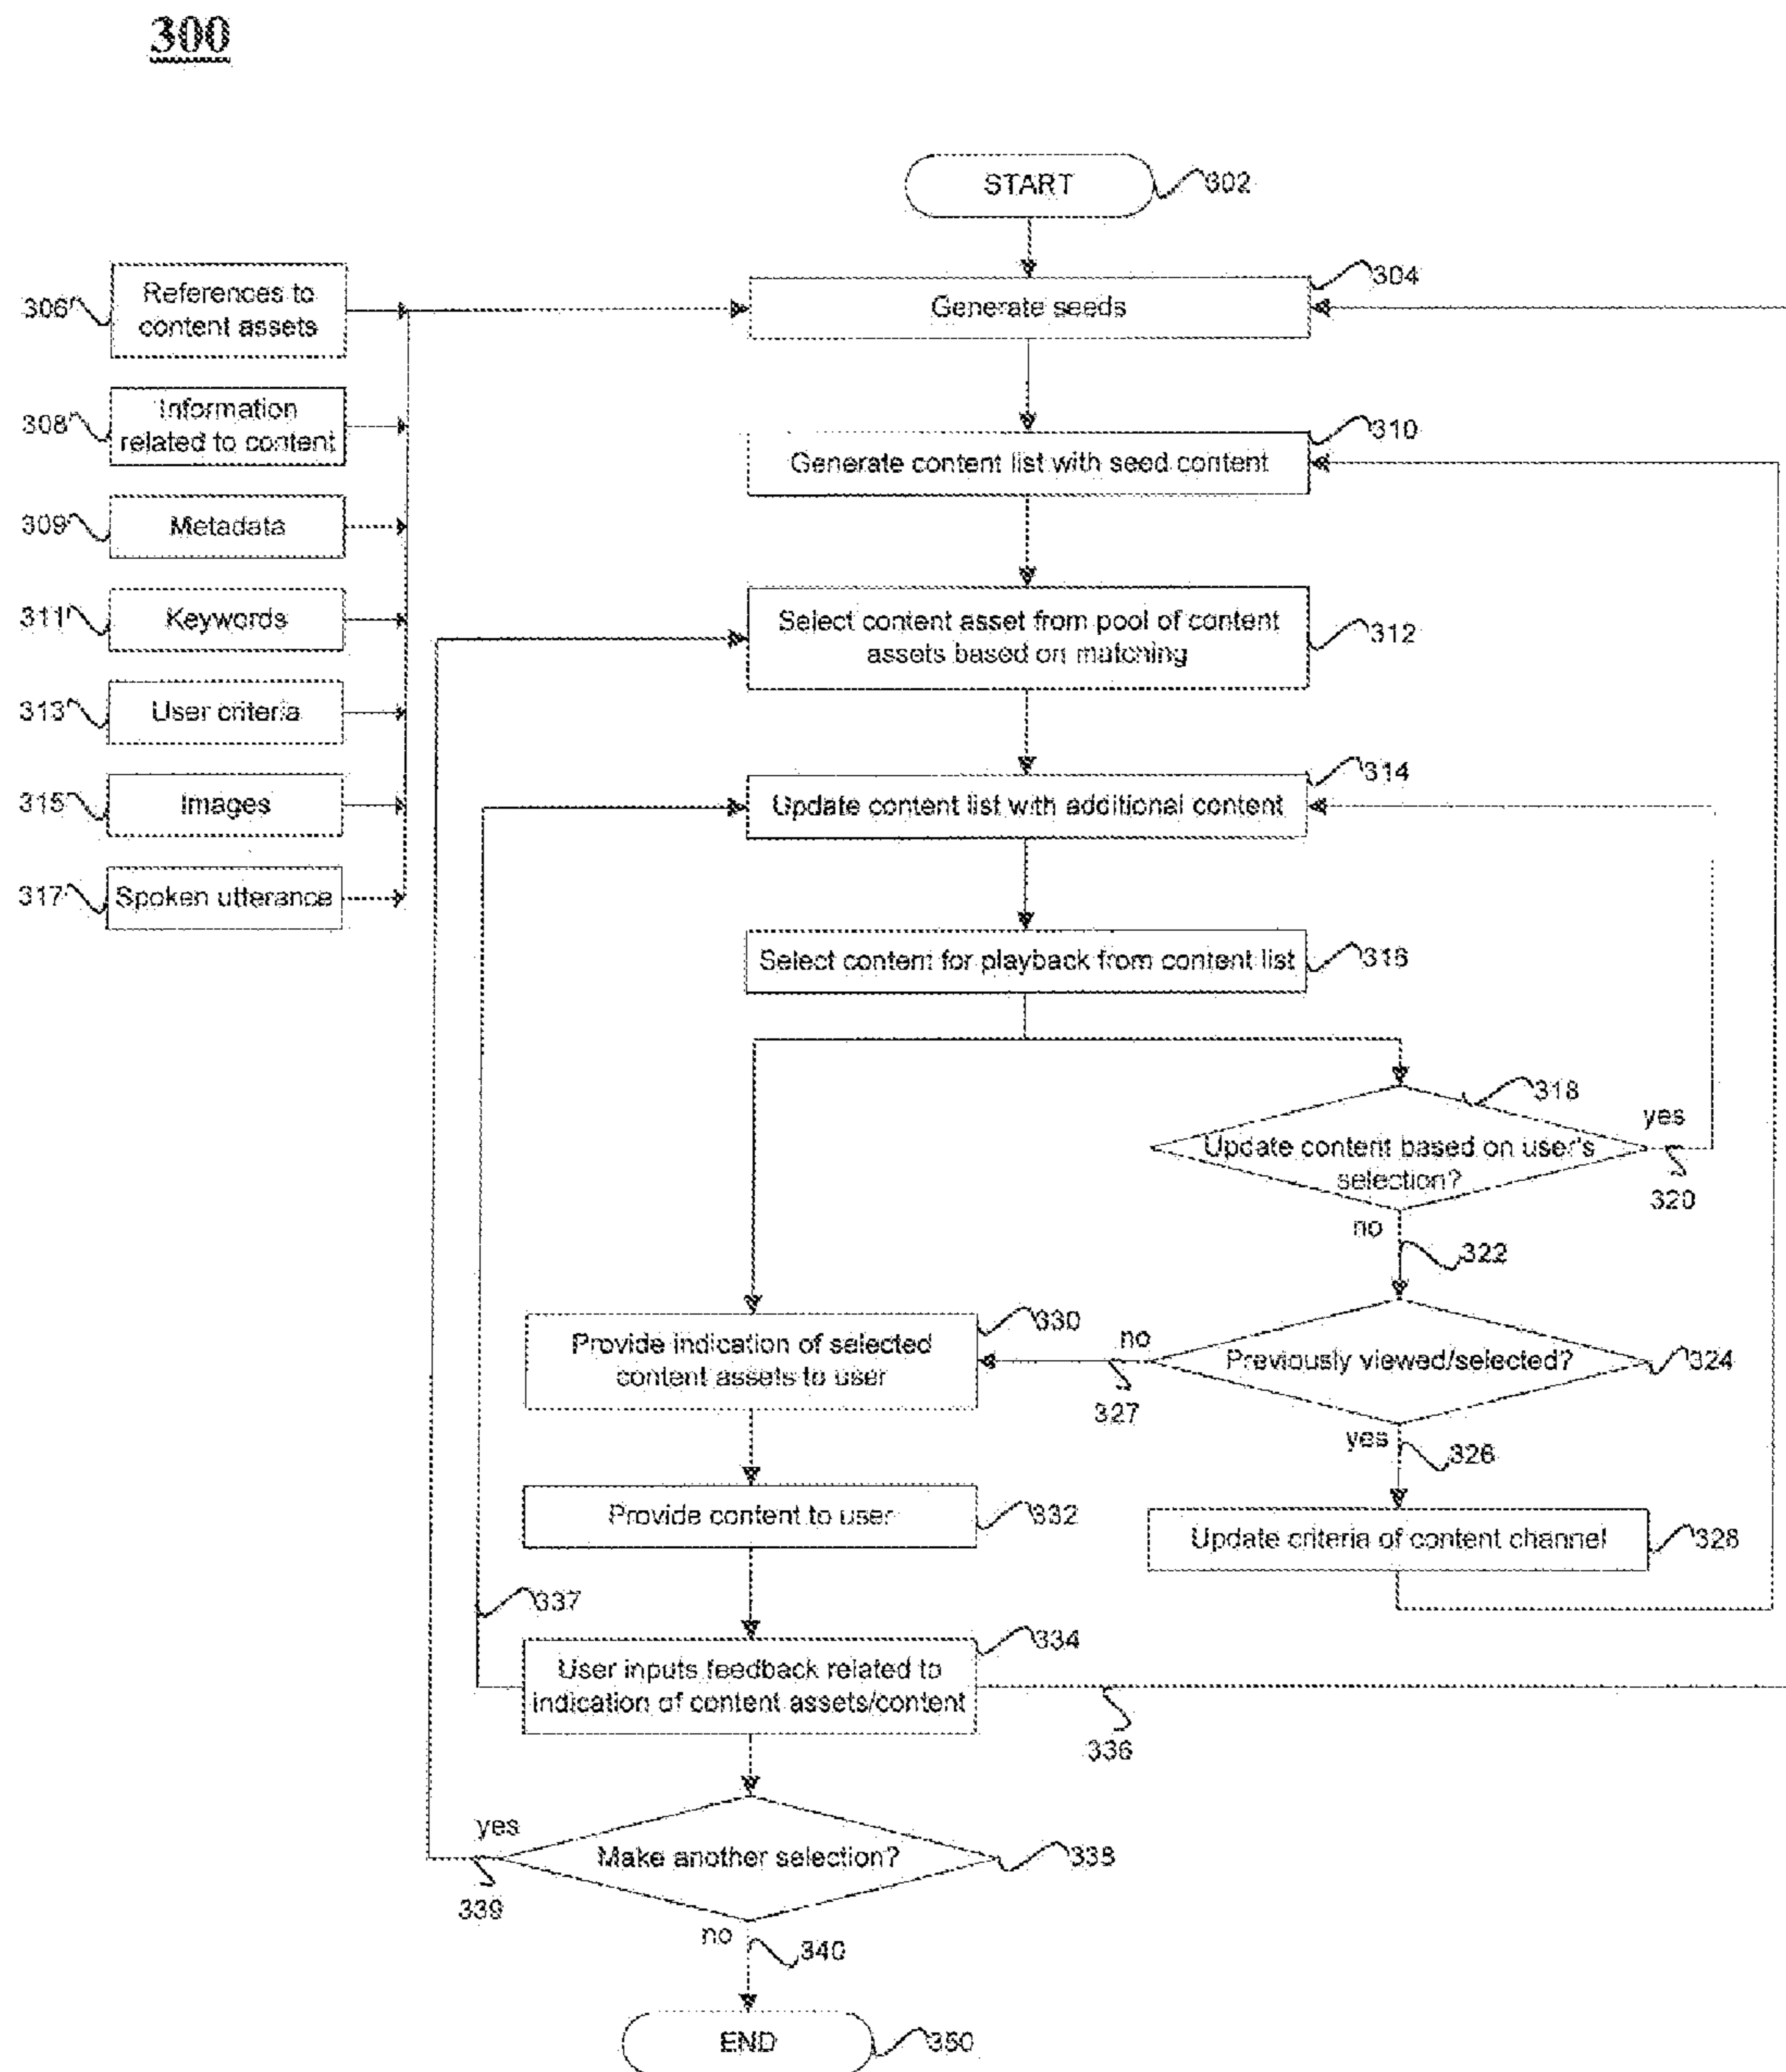 300
START
302
References to
content assets
306
Generate seeds
304
Information
related to content
308
Generate content list with seed content
310
Metadata
309
Keywords
311
Select content asset from pool of content
assets based on matching
312
User criteria
313
Images
315
Update content list with additional content
314
Spoken utterance
317
Select content for playback from content list
316
318
Update content based on user's
selection?
yes
320
no
322
Provide indication of selected
content assets to user
330
no
327
Previously viewed/selected?
324
yes
326
Provide content to user
332
Update criteria of content channel
328
337
User inputs feedback related to
indication of content assets/content
334
336
yes
Make another selection?
338
339
no
340
END
350